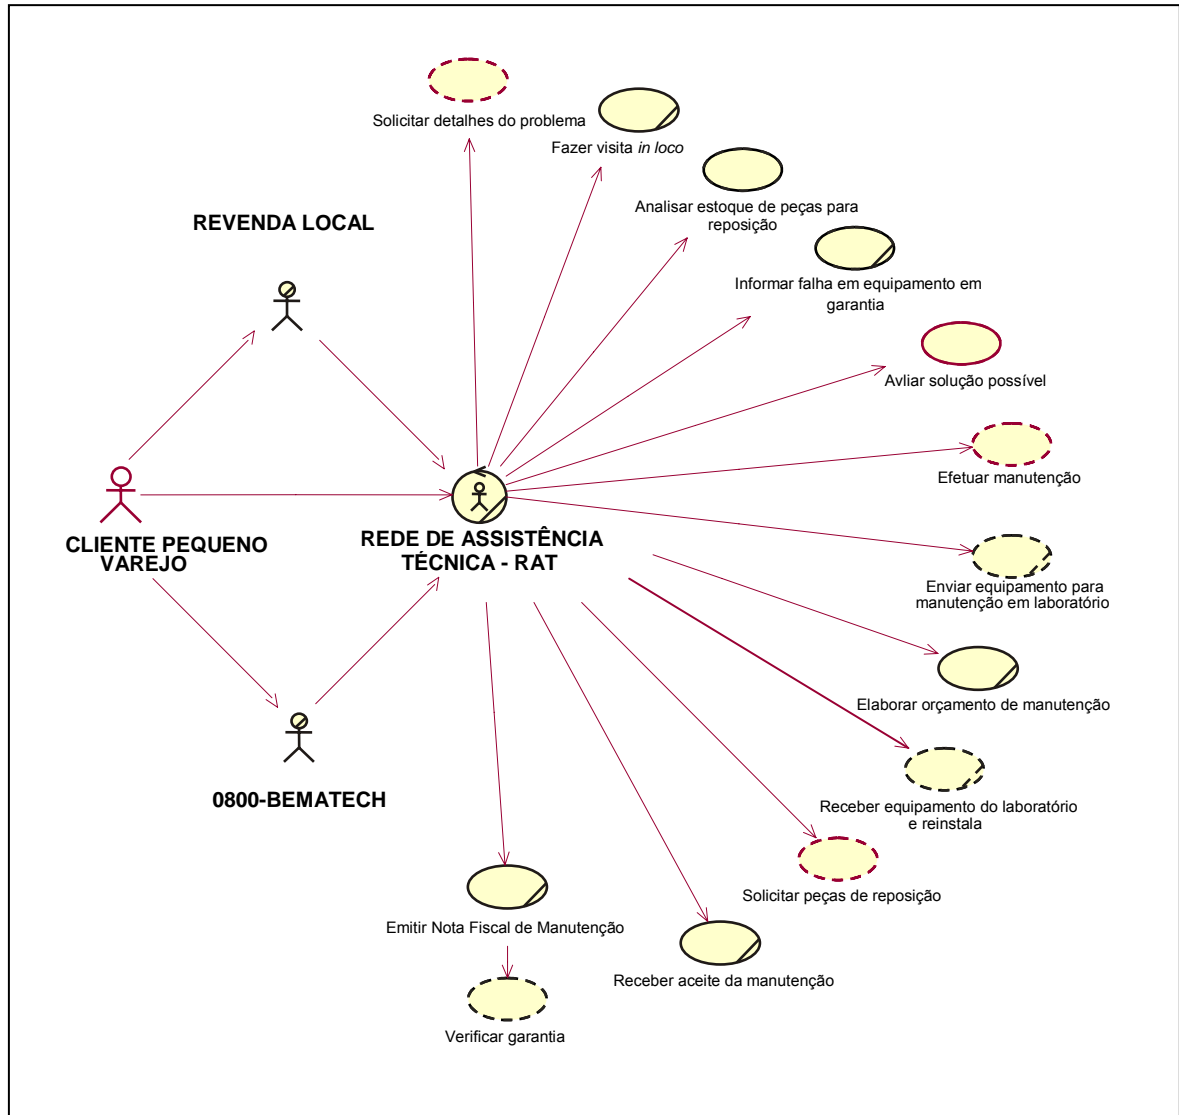 Solicitar detalhes do problema
Fazer visita in loco
Analisar estoque de peças para
reposição
REVENDA LOCAL
Informar falha em equipamento em
garantia
Avliar solução possível
Efetuar manutenção
CLIENTE PEQUENO
VAREJO
REDE DE ASSISTÊNCIA
TÉCNICA - RAT
Enviar equipamento para
manutenção em laboratório
Elaborar orçamento de manutenção
0800-BEMATECH
Receber equipamento do laboratório
e reinstala
Solicitar peças de reposição
Emitir Nota Fiscal de Manutenção
Receber aceite da manutenção
Verificar garantia